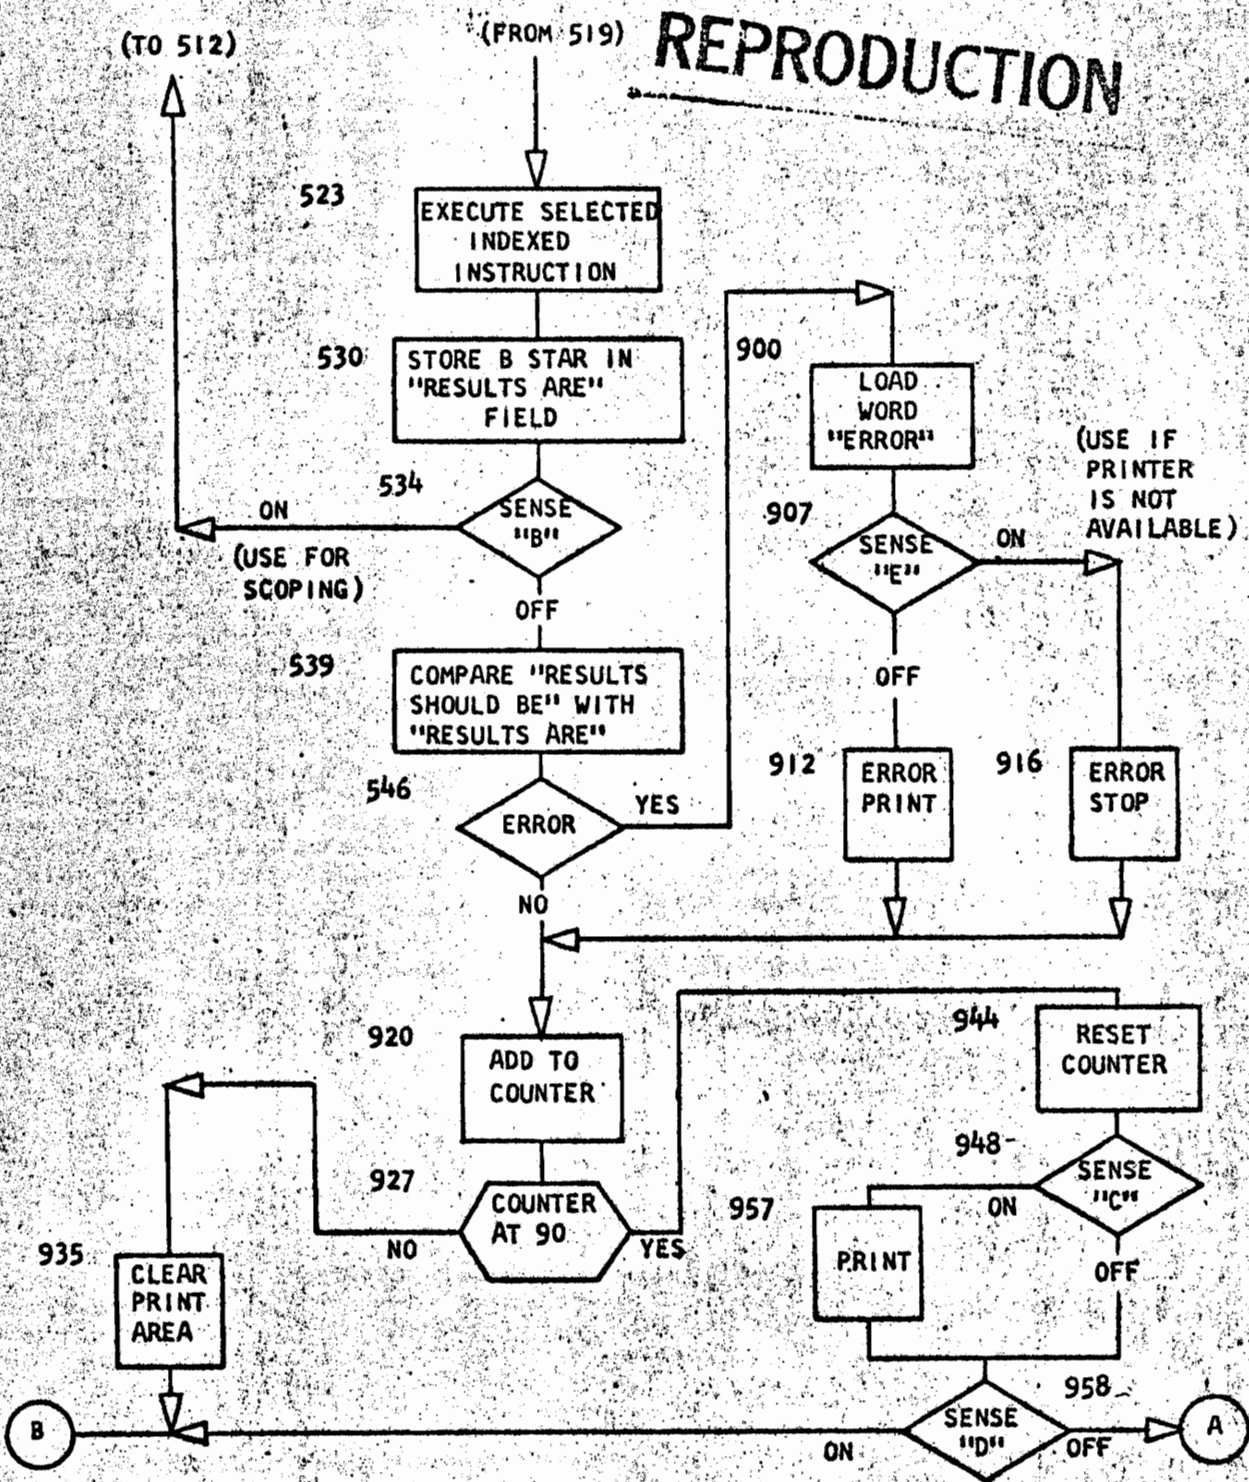 (TO 512)
(FROM 519)
REPRODUCTION
523
EXECUTE SELECTED
INDEXED
INSTRUCTION
530
STORE B STAR IN
"RESULTS ARE"
FIELD
534
SENSE
"B"
ON
(USE FOR
SCOPING)
OFF
539
COMPARE "RESULTS
SHOULD BE" WITH
"RESULTS ARE"
546
ERROR
YES
NO
900
LOAD
WORD
"ERROR"
907
SENSE
"E"
ON
(USE IF
PRINTER
IS NOT
AVAILABLE)
OFF
912
ERROR
PRINT
916
ERROR
STOP
920
ADD TO
COUNTER
927
COUNTER
AT 90
NO
YES
935
CLEAR
PRINT
AREA
944
RESET
COUNTER
948
SENSE
"C"
ON
OFF
957
PRINT
958
SENSE
"D"
ON
OFF
B
A